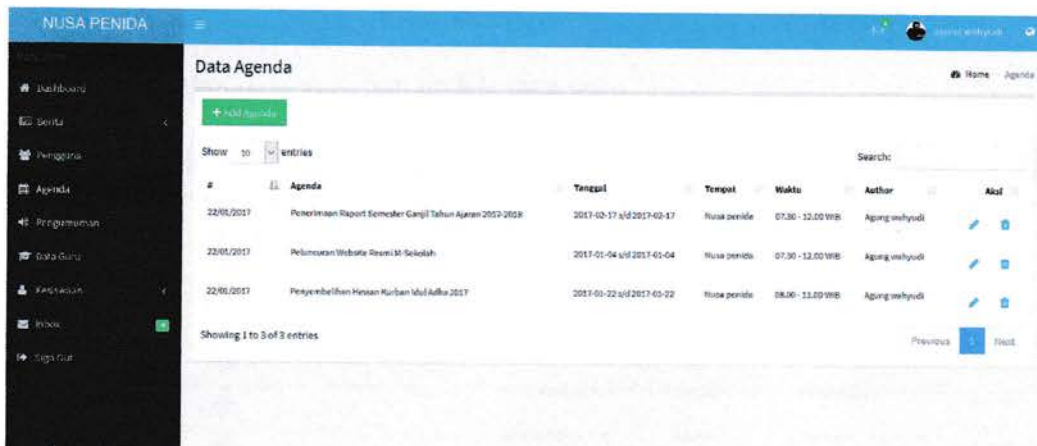 NUSA PENIDA
Data Agenda
Home Agenda
Dashboard
Berita
Pengguna
Agenda
Pengumuman
Data Guru
Kesiswaan
Inbox
Sign Out
+ Add Agenda
Show 10 entries
Search:
# Agenda Tanggal Tempat Waktu Author Aksi
22/01/2017 Penerimaan Raport Semester Ganjil Tahun Ajaran 2017-2018 2017-02-17 s/d 2017-02-17 Nusa penida 07.30 - 12.00 WIB Agung wahyudi
22/01/2017 Peluncuran Website Resmi M-Sekolah 2017-01-04 s/d 2017-01-04 Nusa penida 07.30 - 12.00 WIB Agung wahyudi
22/01/2017 Penyembelihan Hewan Kurban Idul Adha 2017 2017-01-22 s/d 2017-01-22 Nusa penida 08.00 - 11.00 WIB Agung wahyudi
Showing 1 to 3 of 3 entries
Previous 1 Next